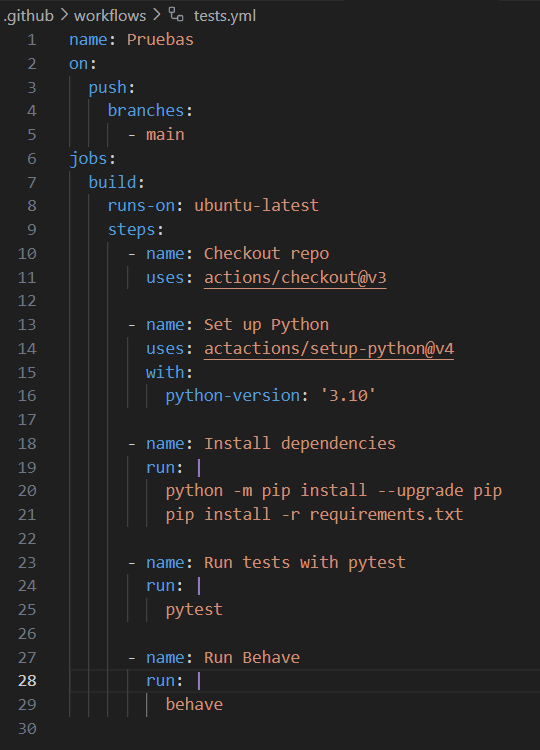 .github > workflows > tests.yml
1 name: Pruebas
2 on:
3   push:
4     branches:
5       - main
6 jobs:
7   build:
8     runs-on: ubuntu-latest
9     steps:
10       - name: Checkout repo
11         uses: actions/checkout@v3
12
13       - name: Set up Python
14         uses: actactions/setup-python@v4
15         with:
16           python-version: '3.10'
17
18       - name: Install dependencies
19         run: |
20           python -m pip install --upgrade pip
21           pip install -r requirements.txt
22
23       - name: Run tests with pytest
24         run: |
25           pytest
26
27       - name: Run Behave
28         run: |
29           behave
30